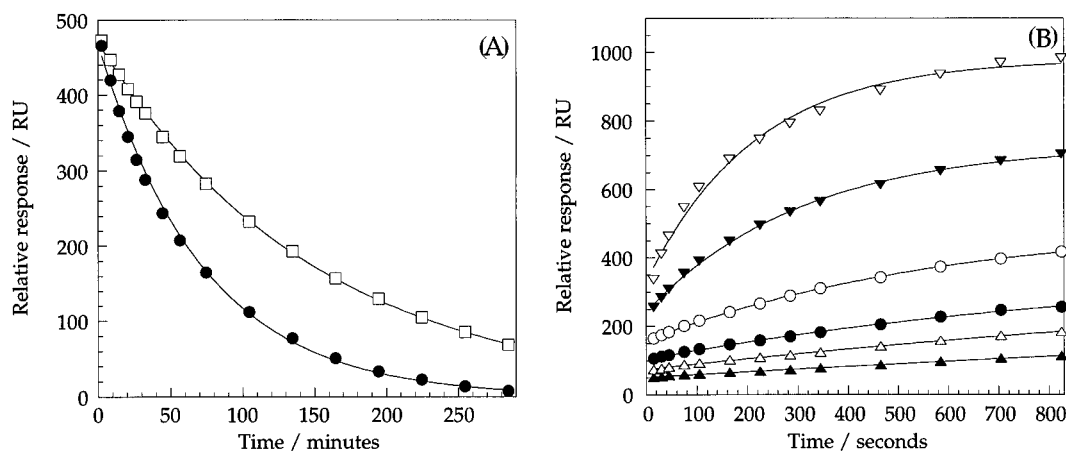 (A)
Relative response / RU
500
400
300
200
100
0
0 50 100 150 200 250
Time / minutes
(B)
Relative response / RU
1000
800
600
400
200
0
0 100 200 300 400 500 600 700 800
Time / seconds